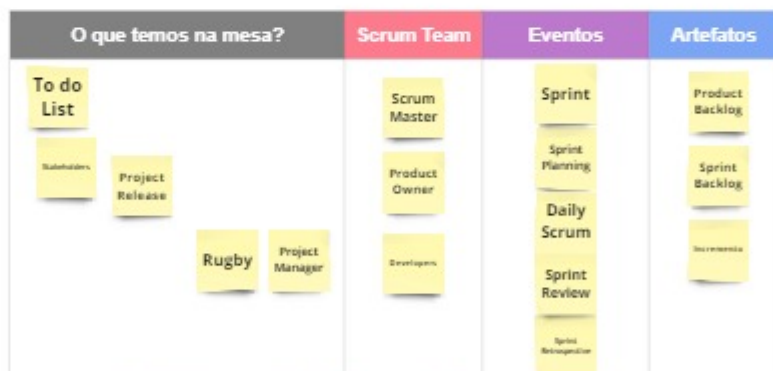 O que temos na mesa?
Scrum Team
Eventos
Artefatos
To do
List
Stakeholders
Project
Release
Rugby
Project
Manager
Scrum
Master
Product
Owner
Developers
Sprint
Sprint
Planning
Daily
Scrum
Sprint
Review
Sprint
Retrospective
Product
Backlog
Sprint
Backlog
Incremento